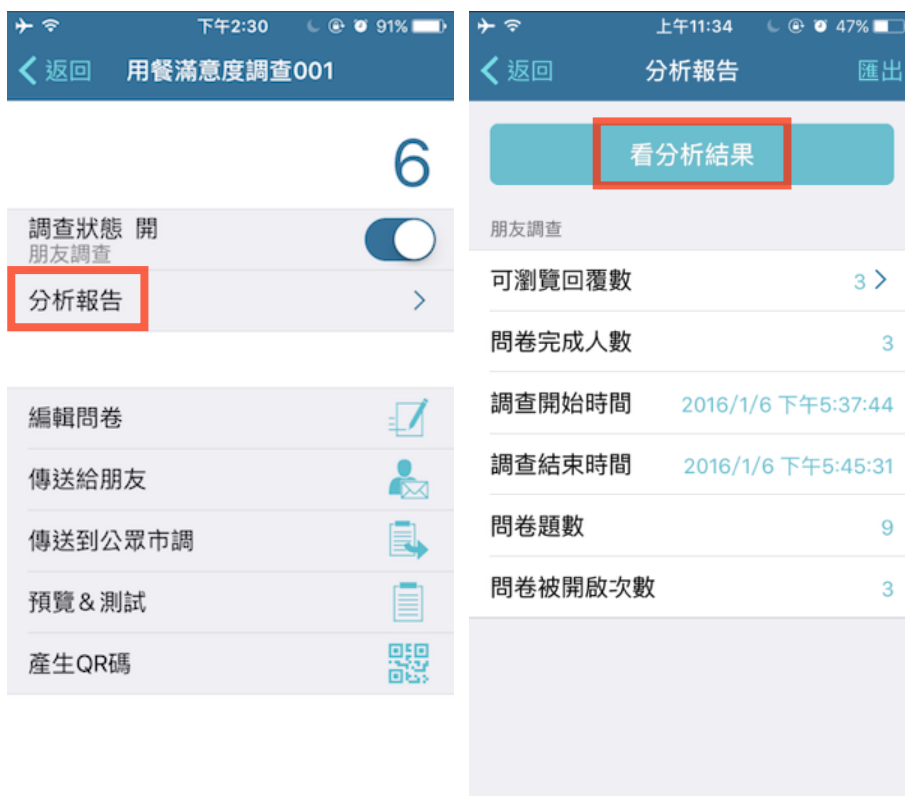 下午2:30 91%
返回 用餐滿意度調查001
6
調查狀態 開
朋友調查
分析報告
編輯問卷
傳送給朋友
傳送到公眾市調
預覽&測試
產生QR碼
上午11:34 47%
返回 分析報告 匯出
看分析結果
朋友調查
可瀏覽回覆數 3
問卷完成人數 3
調查開始時間 2016/1/6 下午5:37:44
調查結束時間 2016/1/6 下午5:45:31
問卷題數 9
問卷被開啟次數 3